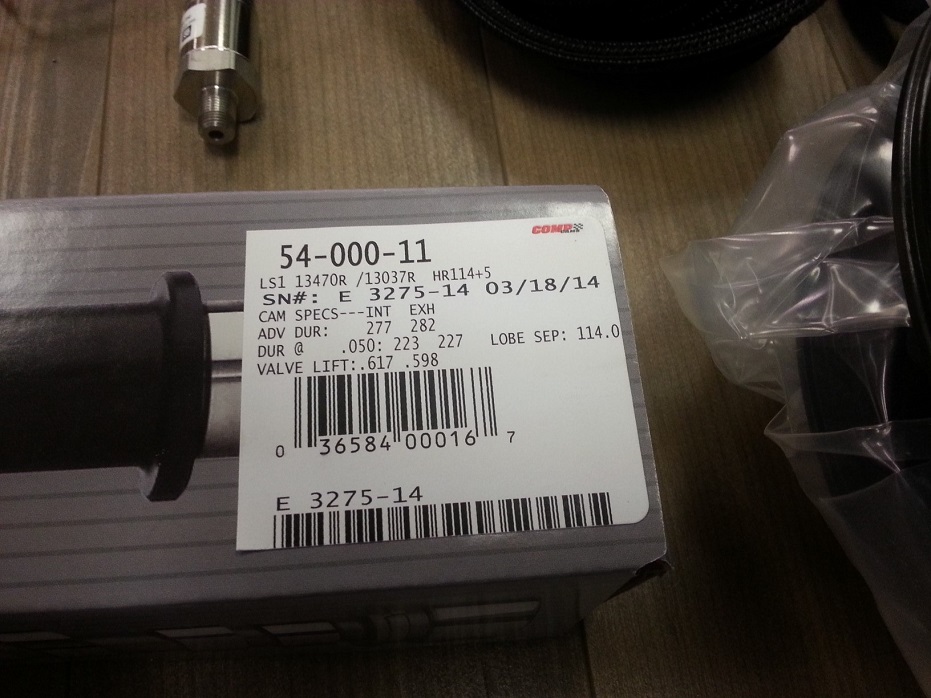 COMP CAMS
54-000-11
LS1 13470R /13037R HR114+5
SN#: E 3275-14 03/18/14
CAM SPECS---INT EXH
ADV DUR: 277 282
DUR @ .050: 223 227 LOBE SEP: 114.0
VALVE LIFT:.617 .598
0 36584 00016 7
E 3275-14